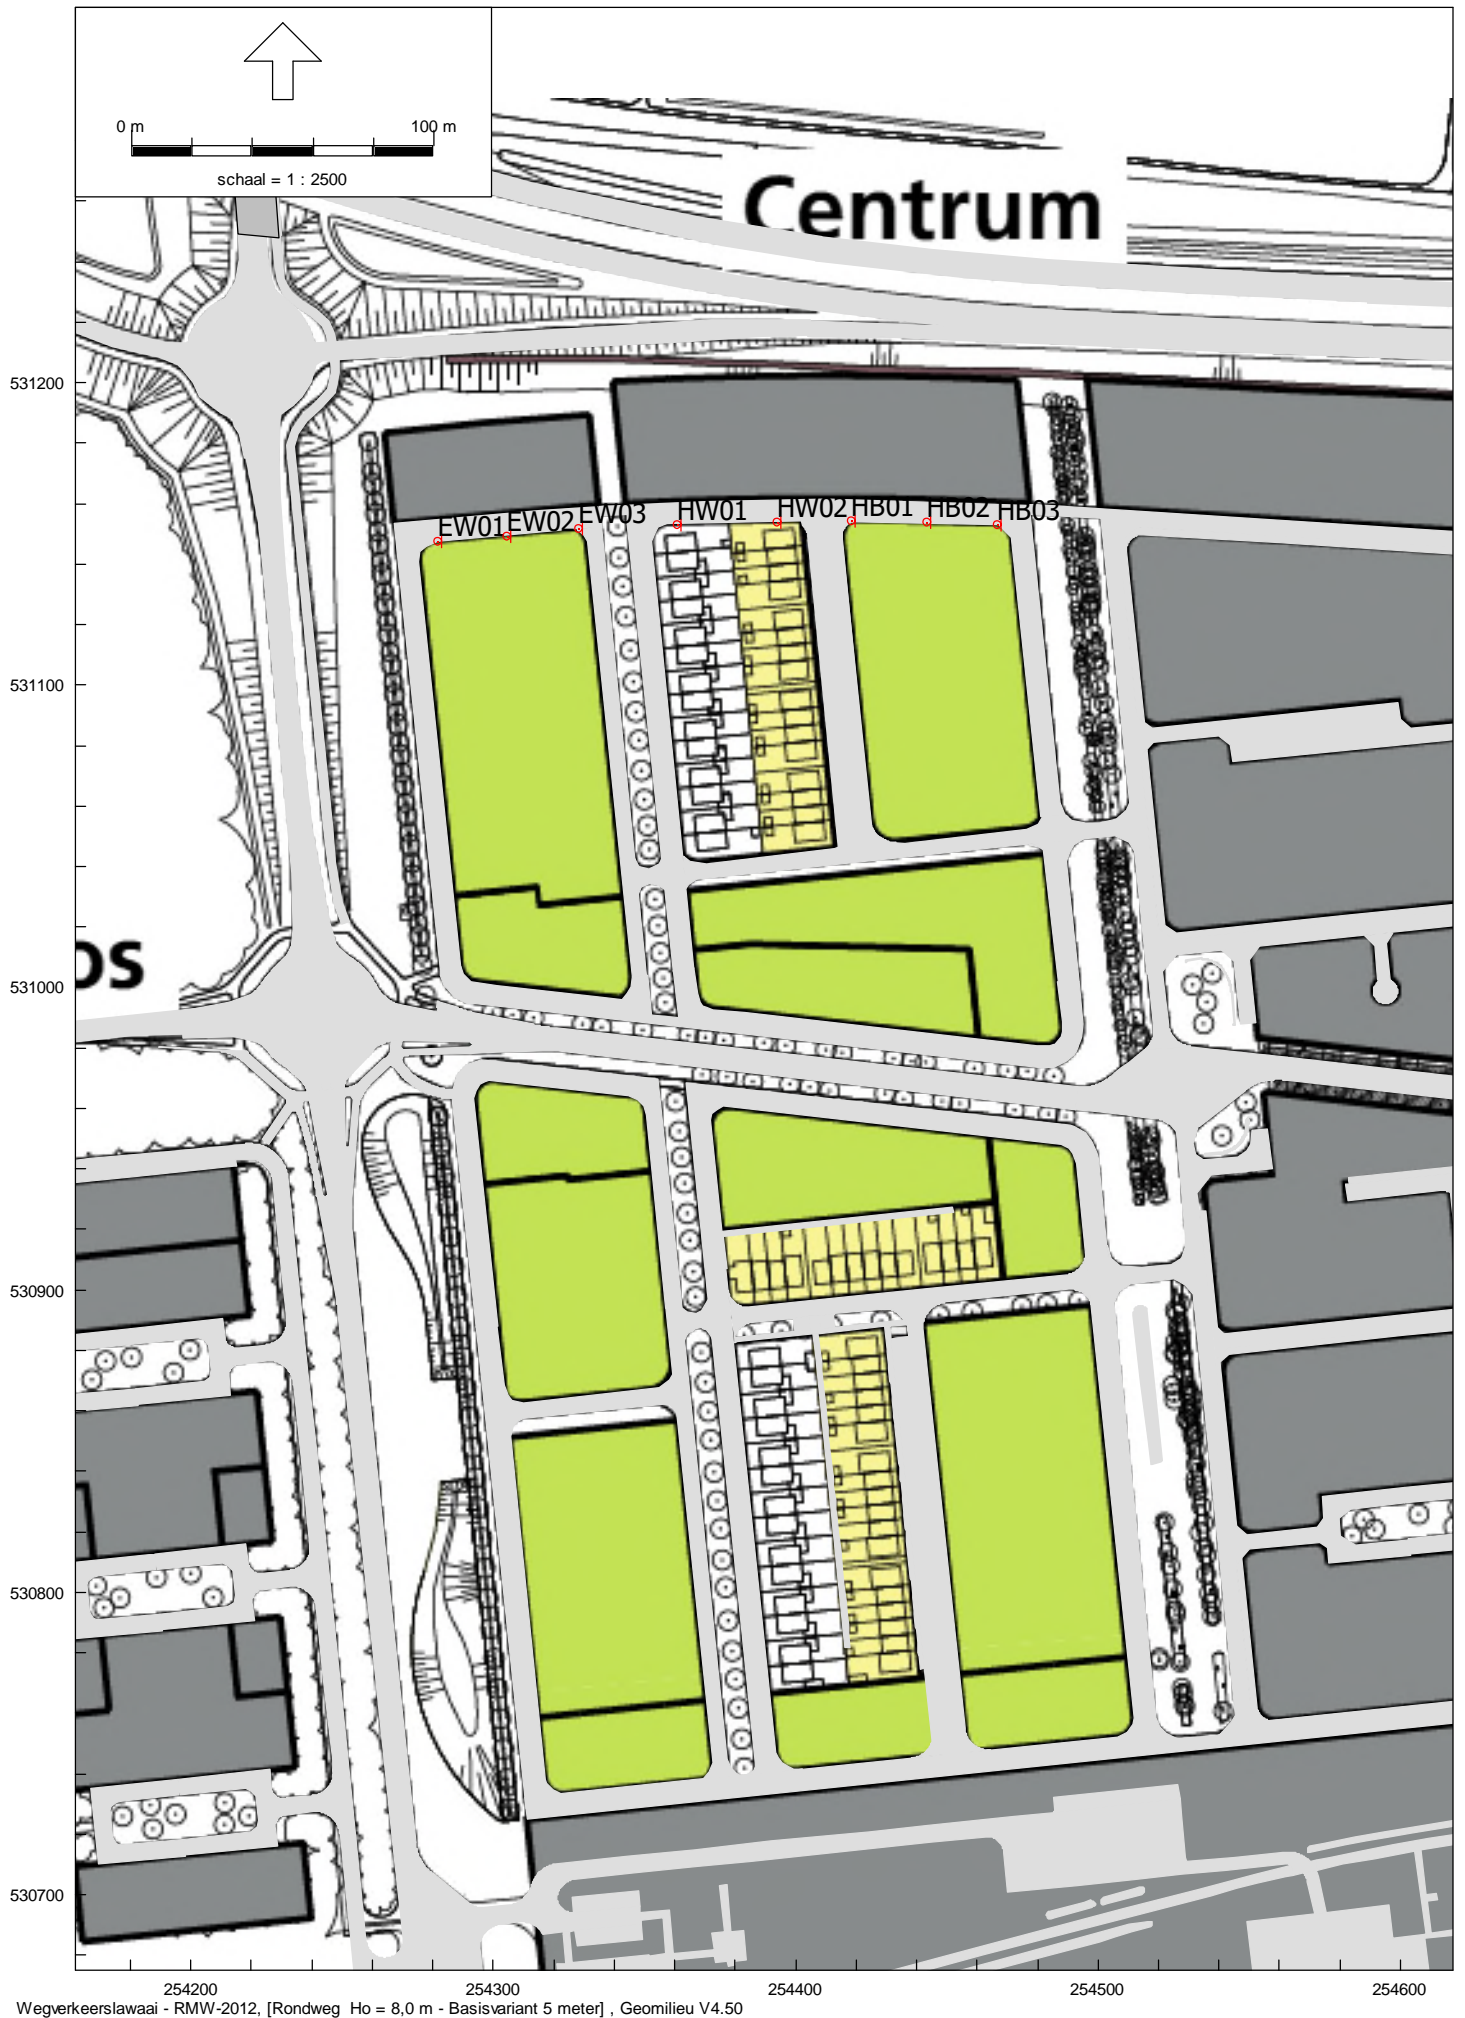 0 m 100 m
schaal = 1 : 2500
Centrum
531200
EW01 EW02 EW03 HW01 HW02 HB01 HB02 HB03
531100
os
531000
530900
530800
530700
254200 254300 254400 254500 254600
Wegverkeerslawaai - RMW-2012, [Rondweg Ho = 8,0 m - Basisvariant 5 meter] , Geomilieu V4.50